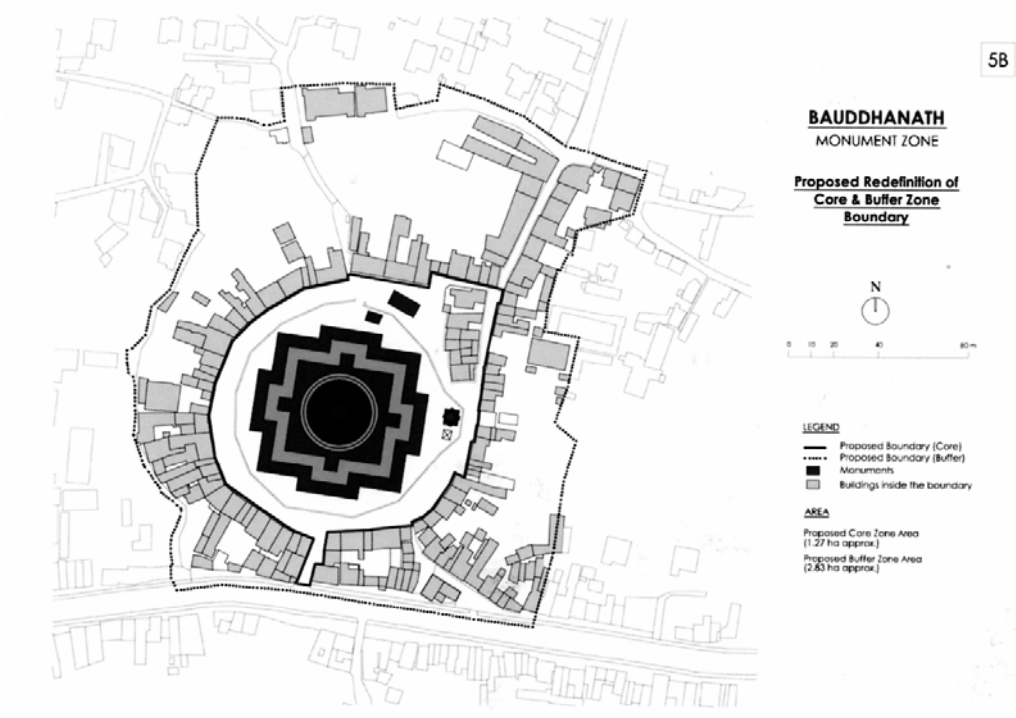 5B
BAUDDHANATH
MONUMENT ZONE
Proposed Redefinition of
Core & Buffer Zone
Boundary
N
0 10 20 40 80 m
LEGEND
Proposed Boundary (Core)
Proposed Boundary (Buffer)
Monuments
Buildings inside the boundary
AREA
Proposed Core Zone Area
(1.27 ha approx.)
Proposed Buffer Zone Area
(2.83 ha approx.)